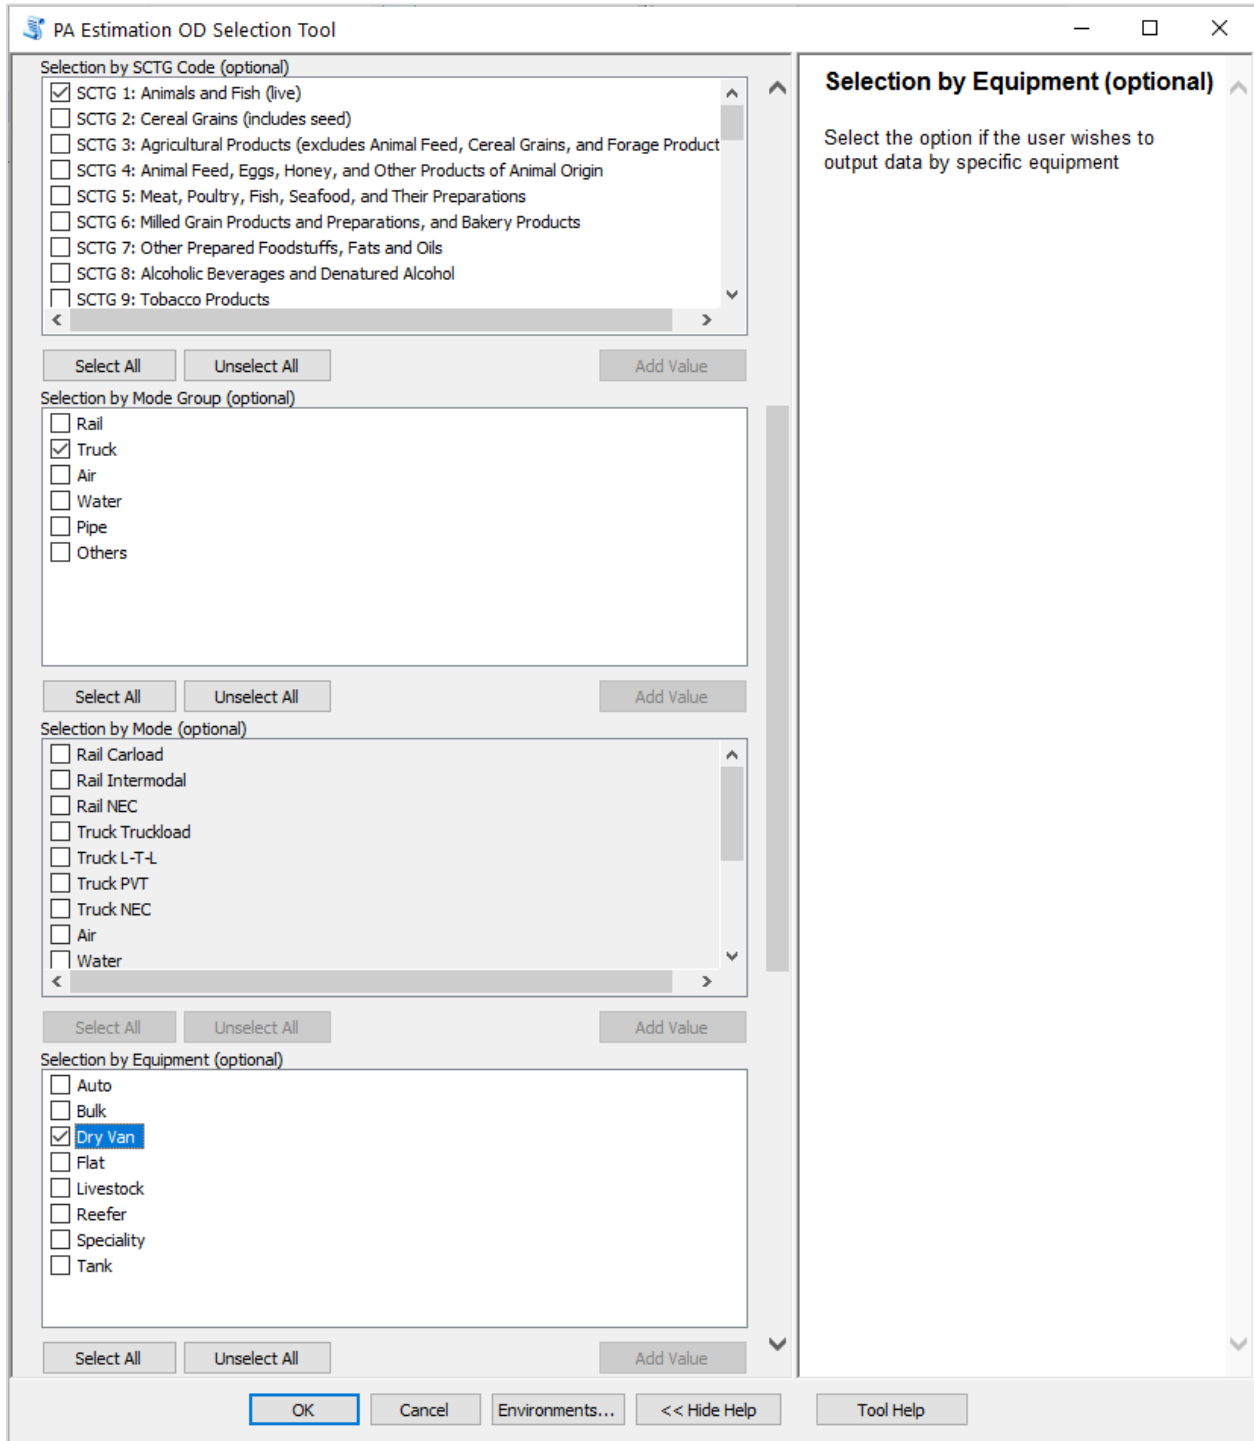 PA Estimation OD Selection Tool
Selection by SCTG Code (optional)
SCTG 1: Animals and Fish (live)
SCTG 2: Cereal Grains (includes seed)
SCTG 3: Agricultural Products (excludes Animal Feed, Cereal Grains, and Forage Product
SCTG 4: Animal Feed, Eggs, Honey, and Other Products of Animal Origin
SCTG 5: Meat, Poultry, Fish, Seafood, and Their Preparations
SCTG 6: Milled Grain Products and Preparations, and Bakery Products
SCTG 7: Other Prepared Foodstuffs, Fats and Oils
SCTG 8: Alcoholic Beverages and Denatured Alcohol
SCTG 9: Tobacco Products
Select All Unselect All Add Value
Selection by Mode Group (optional)
Rail
Truck
Air
Water
Pipe
Others
Select All Unselect All Add Value
Selection by Mode (optional)
Rail Carload
Rail Intermodal
Rail NEC
Truck Truckload
Truck L-T-L
Truck PVT
Truck NEC
Air
Water
Select All Unselect All Add Value
Selection by Equipment (optional)
Auto
Bulk
Dry Van
Flat
Livestock
Reefer
Speciality
Tank
Select All Unselect All Add Value
Selection by Equipment (optional)
Select the option if the user wishes to
output data by specific equipment
OK Cancel Environments... << Hide Help Tool Help